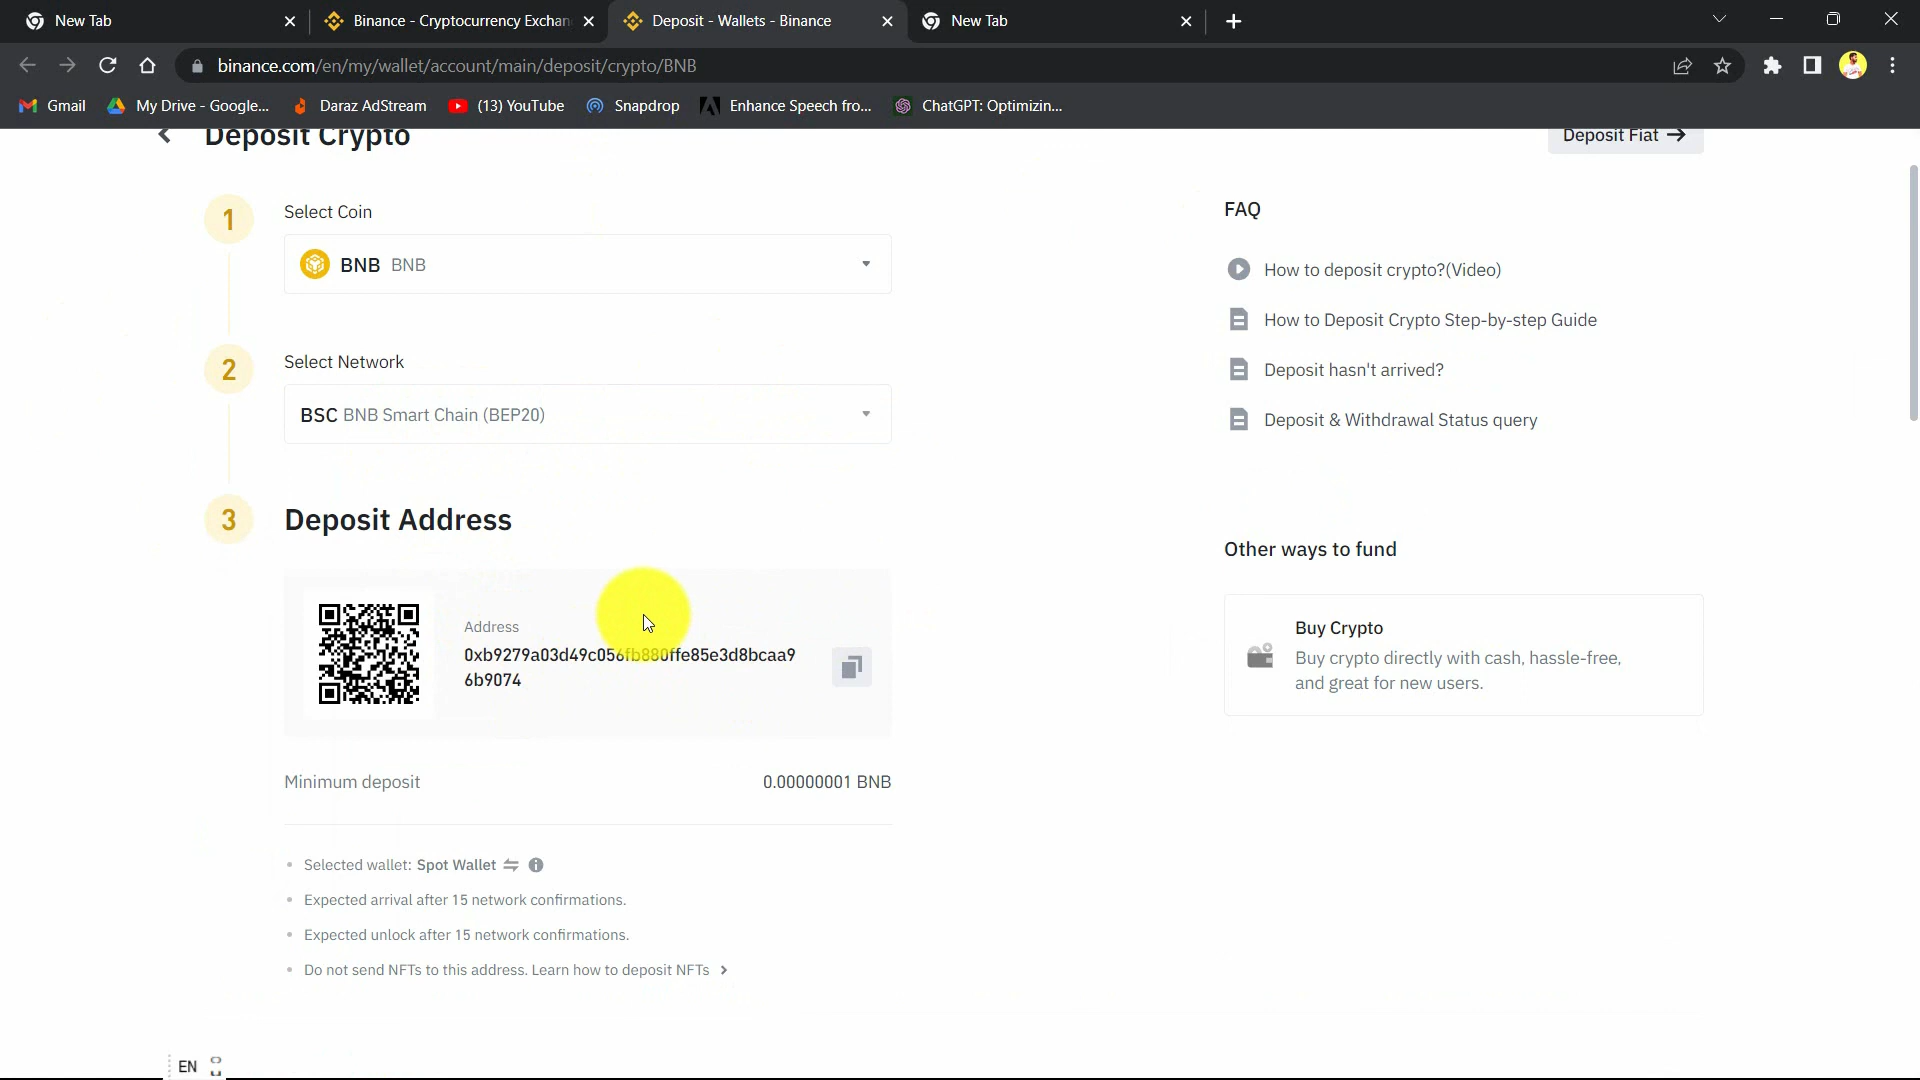 New Tab
Binance - Cryptocurrency Exchan
Deposit - Wallets - Binance
New Tab
binance.com/en/my/wallet/account/main/deposit/crypto/BNB
Gmail
My Drive - Google...
Daraz AdStream
(13) YouTube
Snapdrop
Enhance Speech fro...
ChatGPT: Optimizin...
Deposit Crypto
Deposit Fiat →
1
Select Coin
BNB BNB
2
Select Network
BSC BNB Smart Chain (BEP20)
3
Deposit Address
Address
0xb9279a03d49c056fb880ffe85e3d8bcaa9
6b9074
Minimum deposit
0.00000001 BNB
• Selected wallet: Spot Wallet
• Expected arrival after 15 network confirmations.
• Expected unlock after 15 network confirmations.
• Do not send NFTs to this address. Learn how to deposit NFTs >
FAQ
How to deposit crypto?(Video)
How to Deposit Crypto Step-by-step Guide
Deposit hasn't arrived?
Deposit & Withdrawal Status query
Other ways to fund
Buy Crypto
Buy crypto directly with cash, hassle-free,
and great for new users.
EN